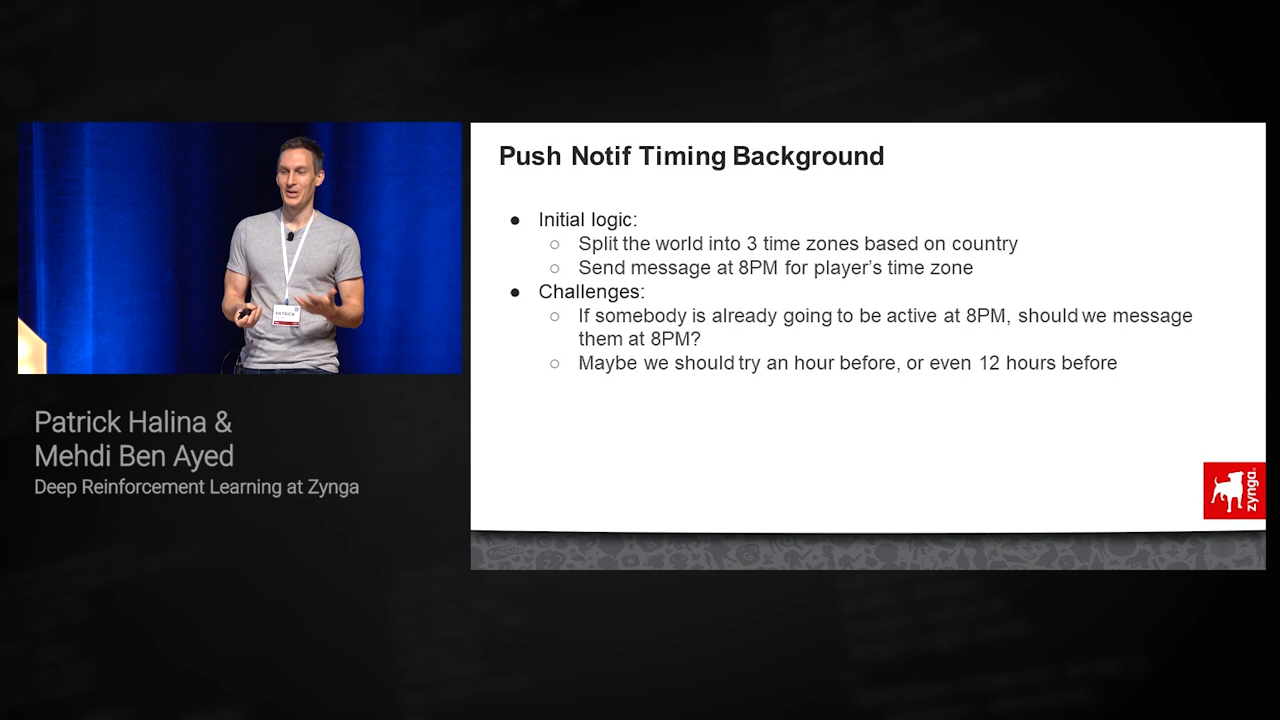 Push Notif Timing Background
● Initial logic:
○ Split the world into 3 time zones based on country
○ Send message at 8PM for player's time zone
● Challenges:
○ If somebody is already going to be active at 8PM, should we message
them at 8PM?
○ Maybe we should try an hour before, or even 12 hours before
zynga
PATRICK
Patrick Halina &
Mehdi Ben Ayed
Deep Reinforcement Learning at Zynga